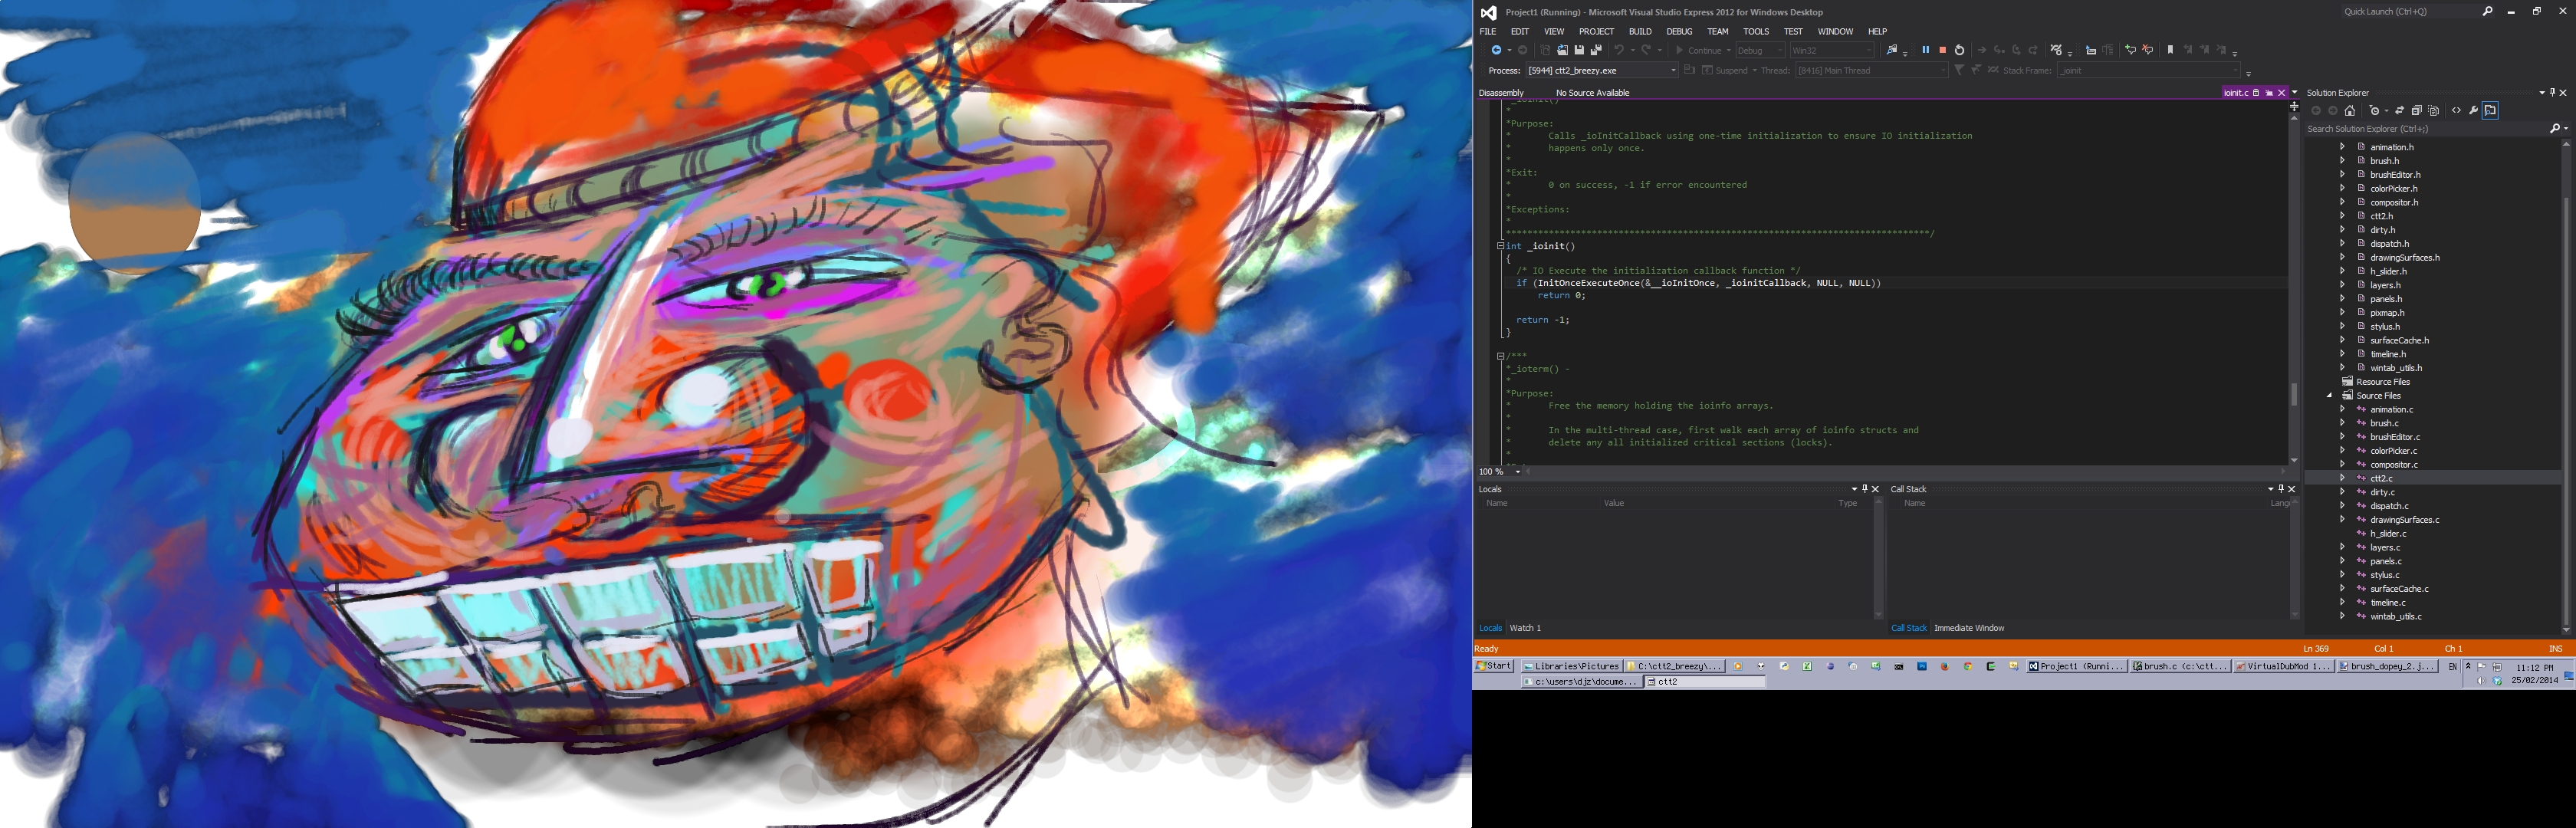 Project1 (Running) - Microsoft Visual Studio Express 2012 for Windows Desktop
Quick Launch (Ctrl+Q)
FILE EDIT VIEW PROJECT BUILD DEBUG TEAM TOOLS TEST WINDOW HELP
Continue Debug Win32
Process: [5944] ctt2_breezy.exe Suspend Thread: [8416] Main Thread Stack Frame: _ioinit
Disassembly No Source Available ioinit.c
*Purpose:
* Calls _ioInitCallback using one-time initialization to ensure IO initialization
* happens only once.
*
*Exit:
* 0 on success, -1 if error encountered
*
*Exceptions:
*
*******************************************************************************/
int _ioinit()
{
/* IO Execute the initialization callback function */
if (InitOnceExecuteOnce(&__ioInitOnce, _ioinitCallback, NULL, NULL))
return 0;
return -1;
}
/***
*_ioterm() -
*
*Purpose:
* Free the memory holding the ioinfo arrays.
*
* In the multi-thread case, first walk each array of ioinfo structs and
* delete any all initialized critical sections (locks).
*
100 %
Locals
Name Value Type
Locals Watch 1
Call Stack
Name Lang
Call Stack Immediate Window
Solution Explorer
Search Solution Explorer (Ctrl+;)
animation.h
brush.h
brushEditor.h
colorPicker.h
compositor.h
ctt2.h
dirty.h
dispatch.h
drawingSurfaces.h
h_slider.h
layers.h
panels.h
pixmap.h
stylus.h
surfaceCache.h
timeline.h
wintab_utils.h
Resource Files
Source Files
animation.c
brush.c
brushEditor.c
colorPicker.c
compositor.c
ctt2.c
dirty.c
dispatch.c
drawingSurfaces.c
h_slider.c
layers.c
panels.c
stylus.c
surfaceCache.c
timeline.c
wintab_utils.c
Ready Ln 369 Col 1 Ch 1 INS
Start Libraries\Pictures C:\ctt2_breezy\... Project1 (Runni... brush.c (c:\ctt... VirtualDubMod 1... brush_dopey_2.j... EN 11:12 PM
c:\users\djz\docume... ctt2 25/02/2014